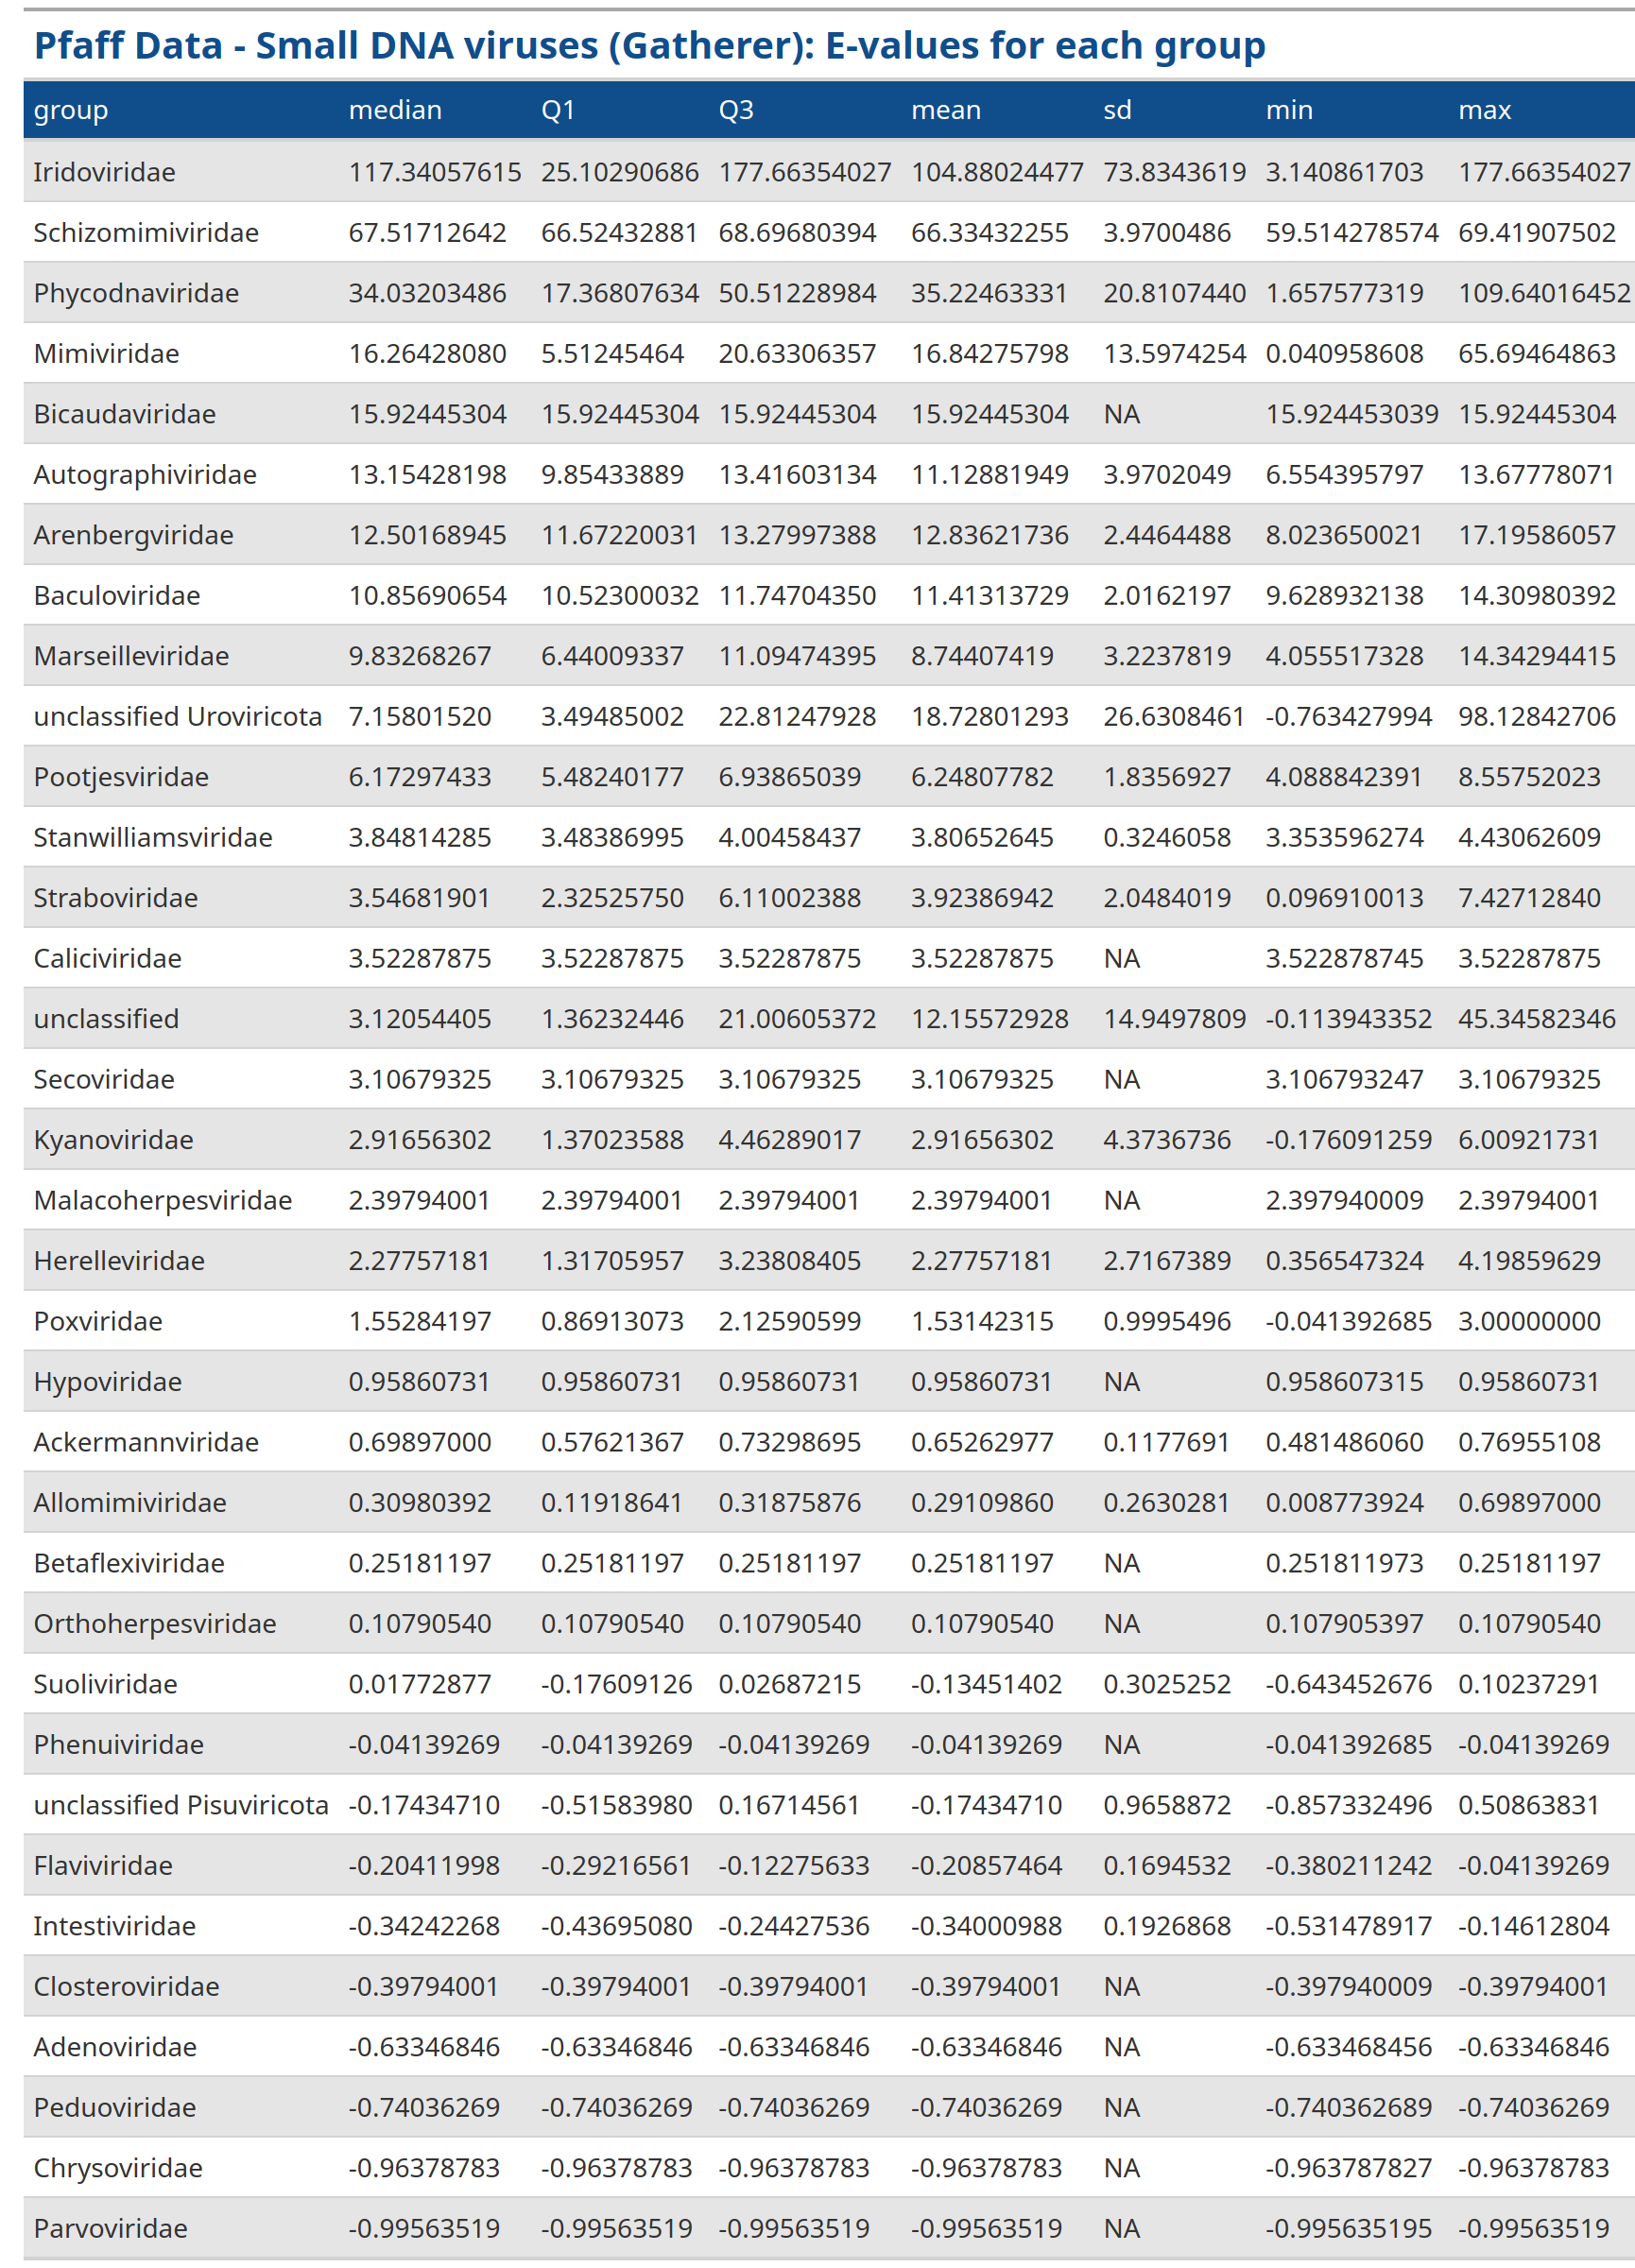 Pfaff Data - Small DNA viruses (Gatherer): E-values for each group
group median Q1 Q3 mean sd min max
Iridoviridae 117.34057615 25.10290686 177.66354027 104.88024477 73.8343619 3.140861703 177.66354027
Schizomimiviridae 67.51712642 66.52432881 68.69680394 66.33432255 3.9700486 59.514278574 69.41907502
Phycodnaviridae 34.03203486 17.36807634 50.51228984 35.22463331 20.8107440 1.657577319 109.64016452
Mimiviridae 16.26428080 5.51245464 20.63306357 16.84275798 13.5974254 0.040958608 65.69464863
Bicaudaviridae 15.92445304 15.92445304 15.92445304 15.92445304 NA 15.924453039 15.92445304
Autographiviridae 13.15428198 9.85433889 13.41603134 11.12881949 3.9702049 6.554395797 13.67778071
Arenbergviridae 12.50168945 11.67220031 13.27997388 12.83621736 2.4464488 8.023650021 17.19586057
Baculoviridae 10.85690654 10.52300032 11.74704350 11.41313729 2.0162197 9.628932138 14.30980392
Marseilleviridae 9.83268267 6.44009337 11.09474395 8.74407419 3.2237819 4.055517328 14.34294415
unclassified Uroviricota 7.15801520 3.49485002 22.81247928 18.72801293 26.6308461 -0.763427994 98.12842706
Pootjesviridae 6.17297433 5.48240177 6.93865039 6.24807782 1.8356927 4.088842391 8.55752023
Stanwilliamsviridae 3.84814285 3.48386995 4.00458437 3.80652645 0.3246058 3.353596274 4.43062609
Straboviridae 3.54681901 2.32525750 6.11002388 3.92386942 2.0484019 0.096910013 7.42712840
Caliciviridae 3.52287875 3.52287875 3.52287875 3.52287875 NA 3.522878745 3.52287875
unclassified 3.12054405 1.36232446 21.00605372 12.15572928 14.9497809 -0.113943352 45.34582346
Secoviridae 3.10679325 3.10679325 3.10679325 3.10679325 NA 3.106793247 3.10679325
Kyanoviridae 2.91656302 1.37023588 4.46289017 2.91656302 4.3736736 -0.176091259 6.00921731
Malacoherpesviridae 2.39794001 2.39794001 2.39794001 2.39794001 NA 2.397940009 2.39794001
Herelleviridae 2.27757181 1.31705957 3.23808405 2.27757181 2.7167389 0.356547324 4.19859629
Poxviridae 1.55284197 0.86913073 2.12590599 1.53142315 0.9995496 -0.041392685 3.00000000
Hypoviridae 0.95860731 0.95860731 0.95860731 0.95860731 NA 0.958607315 0.95860731
Ackermannviridae 0.69897000 0.57621367 0.73298695 0.65262977 0.1177691 0.481486060 0.76955108
Allomimiviridae 0.30980392 0.11918641 0.31875876 0.29109860 0.2630281 0.008773924 0.69897000
Betaflexiviridae 0.25181197 0.25181197 0.25181197 0.25181197 NA 0.251811973 0.25181197
Orthoherpesviridae 0.10790540 0.10790540 0.10790540 0.10790540 NA 0.107905397 0.10790540
Suoliviridae 0.01772877 -0.17609126 0.02687215 -0.13451402 0.3025252 -0.643452676 0.10237291
Phenuiviridae -0.04139269 -0.04139269 -0.04139269 -0.04139269 NA -0.041392685 -0.04139269
unclassified Pisuviricota -0.17434710 -0.51583980 0.16714561 -0.17434710 0.9658872 -0.857332496 0.50863831
Flaviviridae -0.20411998 -0.29216561 -0.12275633 -0.20857464 0.1694532 -0.380211242 -0.04139269
Intestiviridae -0.34242268 -0.43695080 -0.24427536 -0.34000988 0.1926868 -0.531478917 -0.14612804
Closteroviridae -0.39794001 -0.39794001 -0.39794001 -0.39794001 NA -0.397940009 -0.39794001
Adenoviridae -0.63346846 -0.63346846 -0.63346846 -0.63346846 NA -0.633468456 -0.63346846
Peduoviridae -0.74036269 -0.74036269 -0.74036269 -0.74036269 NA -0.740362689 -0.74036269
Chrysoviridae -0.96378783 -0.96378783 -0.96378783 -0.96378783 NA -0.963787827 -0.96378783
Parvoviridae -0.99563519 -0.99563519 -0.99563519 -0.99563519 NA -0.995635195 -0.99563519